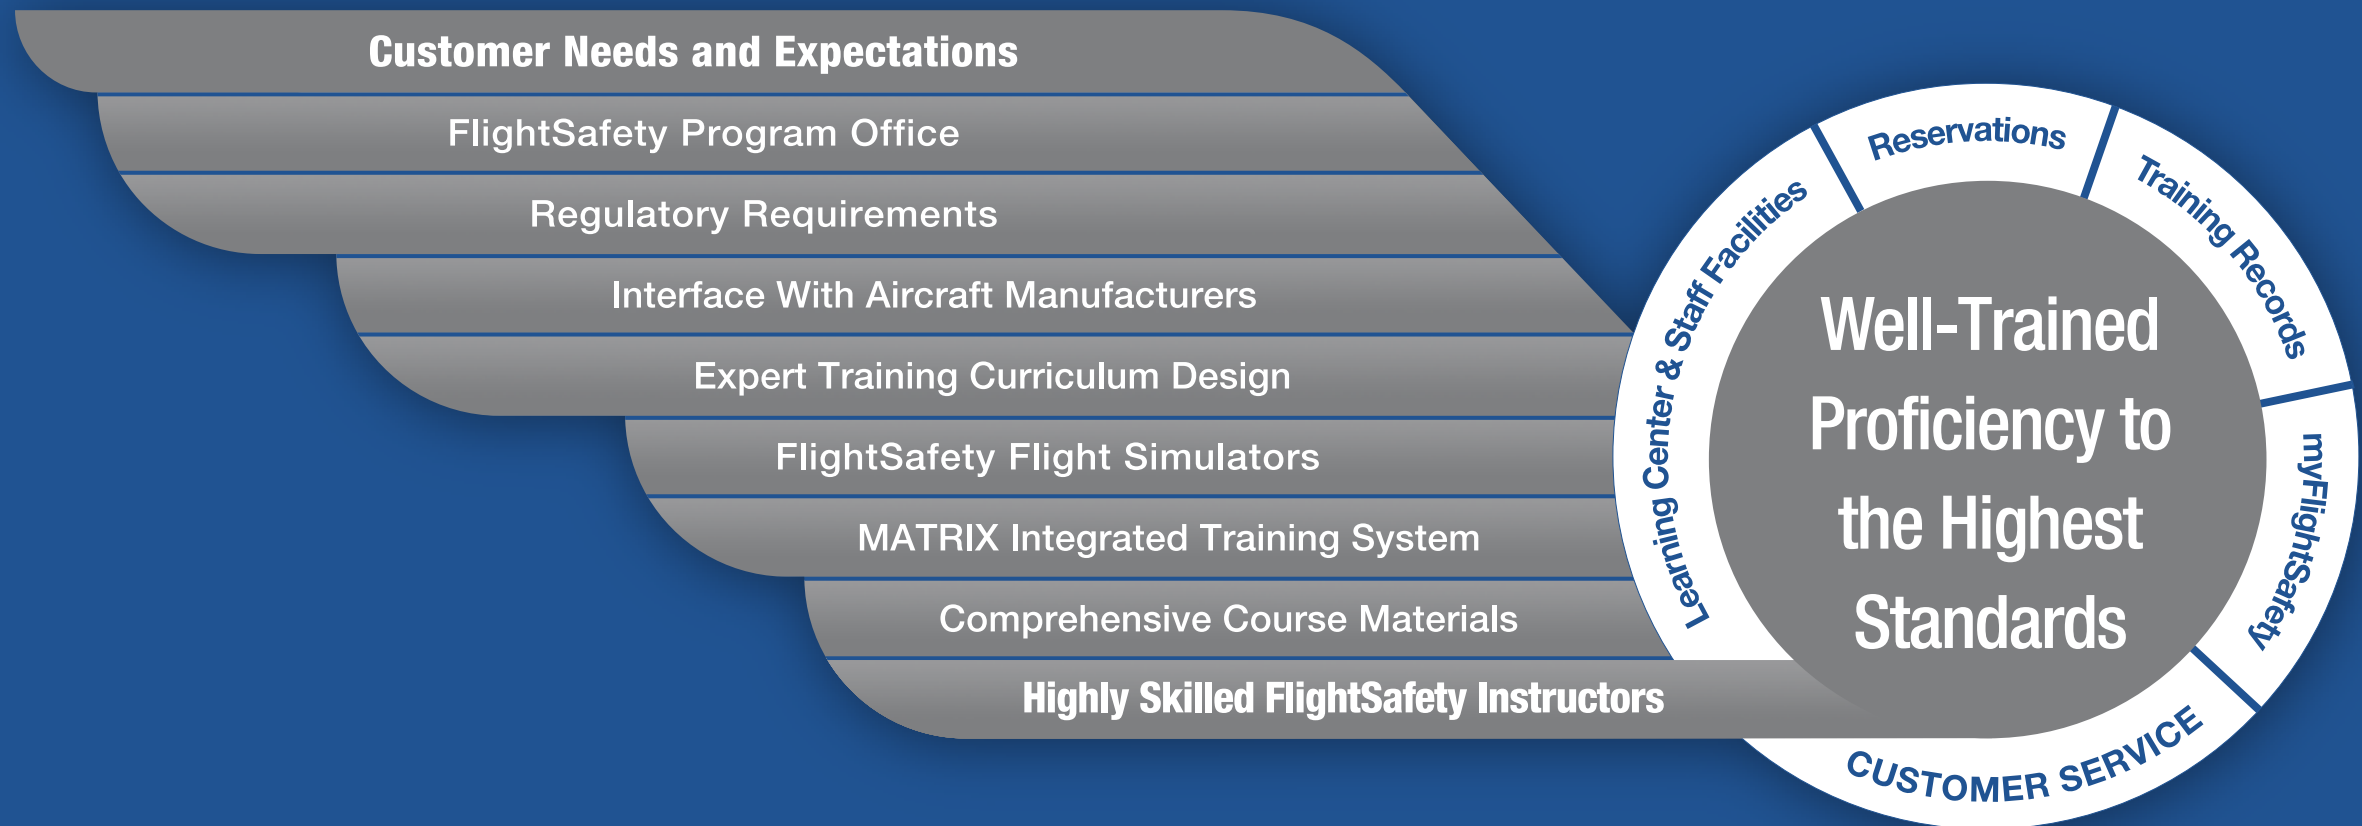 Customer Needs and Expectations
FlightSafety Program Office
Regulatory Requirements
Interface With Aircraft Manufacturers
Expert Training Curriculum Design
FlightSafety Flight Simulators
MATRIX Integrated Training System
Comprehensive Course Materials
Highly Skilled FlightSafety Instructors
Learning Center & Staff Facilities
Reservations
Training Records
myFlightSafety
CUSTOMER SERVICE
Well-Trained
Proficiency to
the Highest
Standards